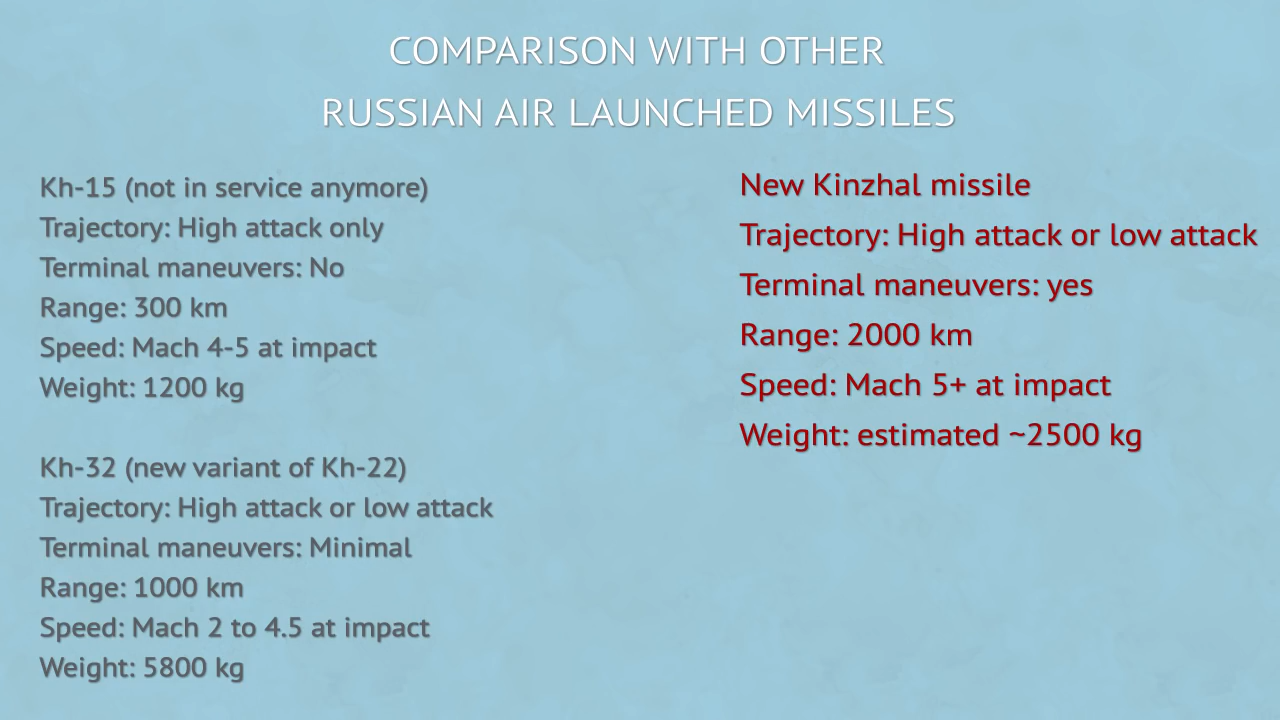 COMPARISON WITH OTHER
RUSSIAN AIR LAUNCHED MISSILES
Kh-15 (not in service anymore)
Trajectory: High attack only
Terminal maneuvers: No
Range: 300 km
Speed: Mach 4-5 at impact
Weight: 1200 kg
Kh-32 (new variant of Kh-22)
Trajectory: High attack or low attack
Terminal maneuvers: Minimal
Range: 1000 km
Speed: Mach 2 to 4.5 at impact
Weight: 5800 kg
New Kinzhal missile
Trajectory: High attack or low attack
Terminal maneuvers: yes
Range: 2000 km
Speed: Mach 5+ at impact
Weight: estimated ~2500 kg